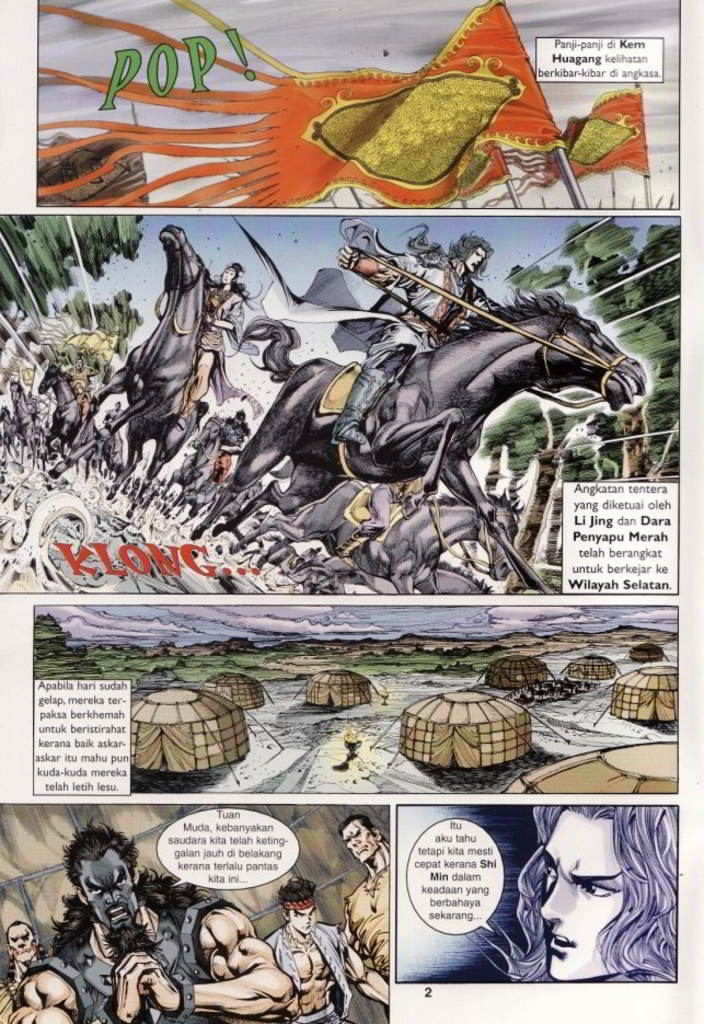 POP!
Panji-panji di Kem
Huagang kelihatan
berkibar-kibar di angkasa.
Angkatan tentera
yang diketuai oleh
Li Jing dan Dara
Penyapu Merah
telah berangkat
untuk berkejar ke
Wilayah Selatan.
KLONG...
Apabila hari sudah
gelap, mereka ter-
paksa berkhemah
untuk beristirahat
kerana baik askar-
askar itu mahu pun
kuda-kuda mereka
telah letih lesu.
Tuan
Muda, kebanyakan
saudara kita telah keting-
galan jauh di belakang
kerana terlalu pantas
kita ini...
Itu
aku tahu
tetapi kita mesti
cepat kerana Shi
Min dalam
keadaan yang
berbahaya
sekarang...
2